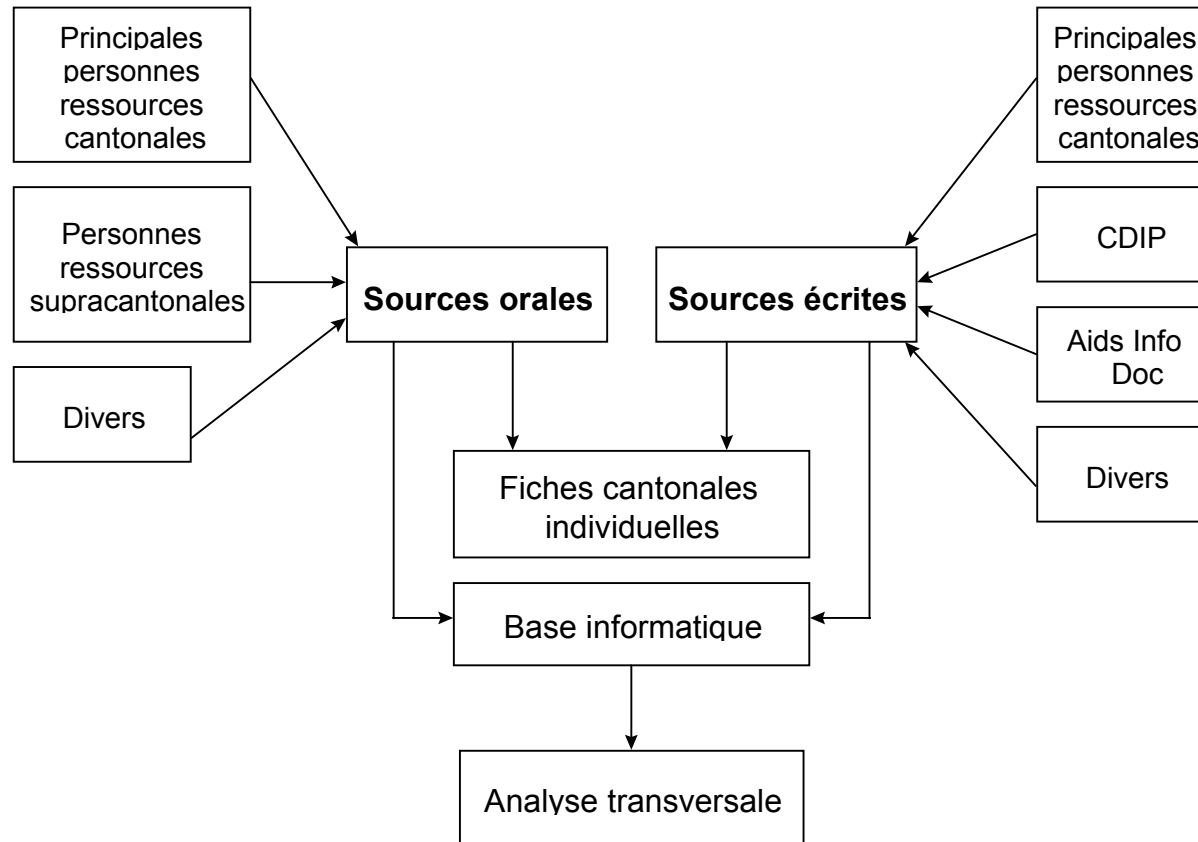 Principales
personnes
ressources
cantonales
Personnes
ressources
supracantonales
Divers
Sources orales
Sources écrites
Principales
personnes
ressources
cantonales
CDIP
Aids Info
Doc
Divers
Fiches cantonales
individuelles
Base informatique
Analyse transversale